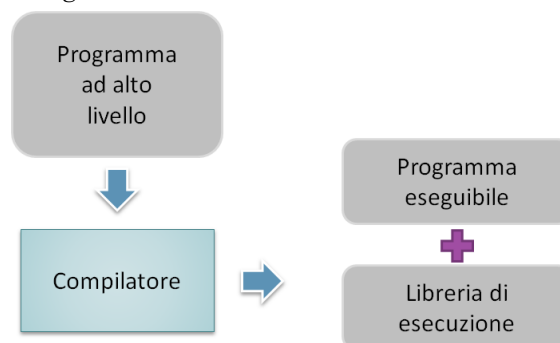 Programma
ad alto
livello
Programma
eseguibile
Compilatore
Libreria di
esecuzione